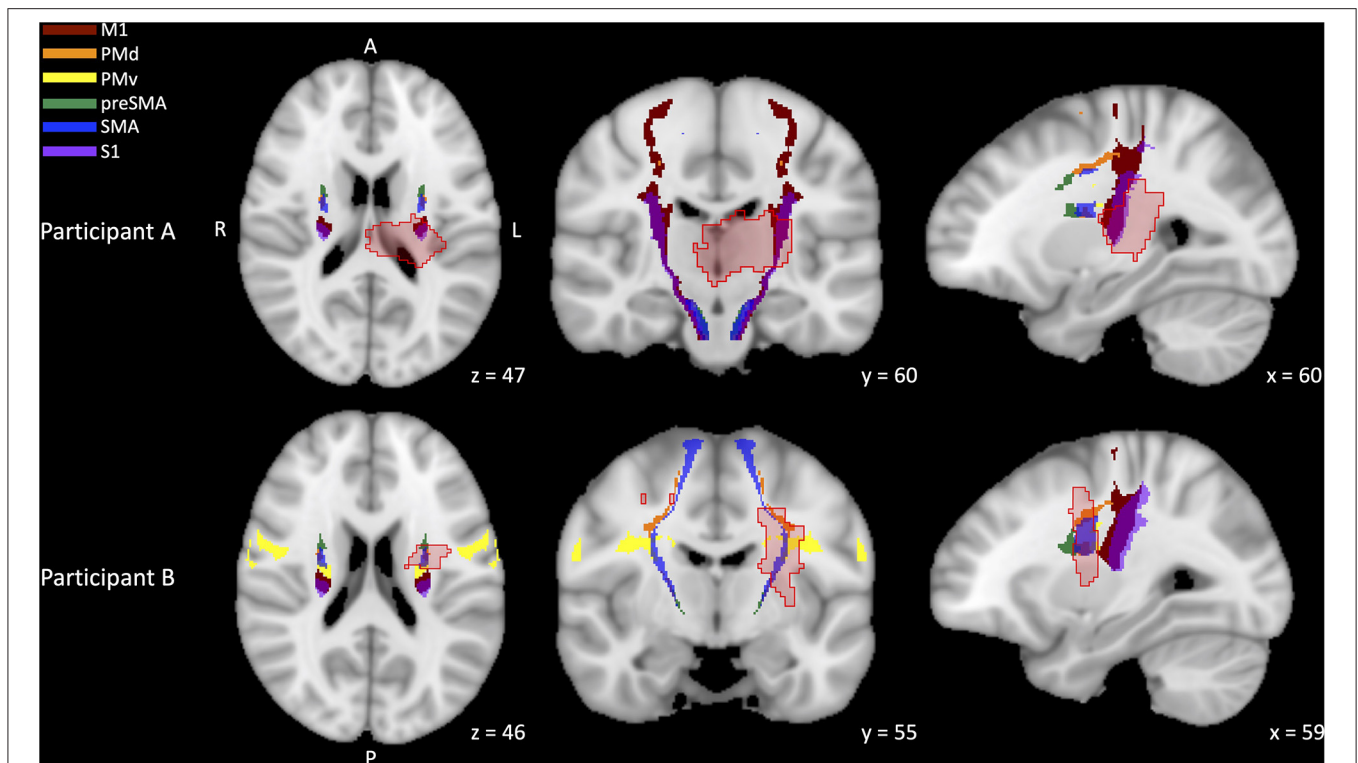 M1
PMd
PMv
preSMA
SMA
S1
A
Participant A
R
L
z = 47
y = 60
x = 60
Participant B
z = 46
y = 55
x = 59
P